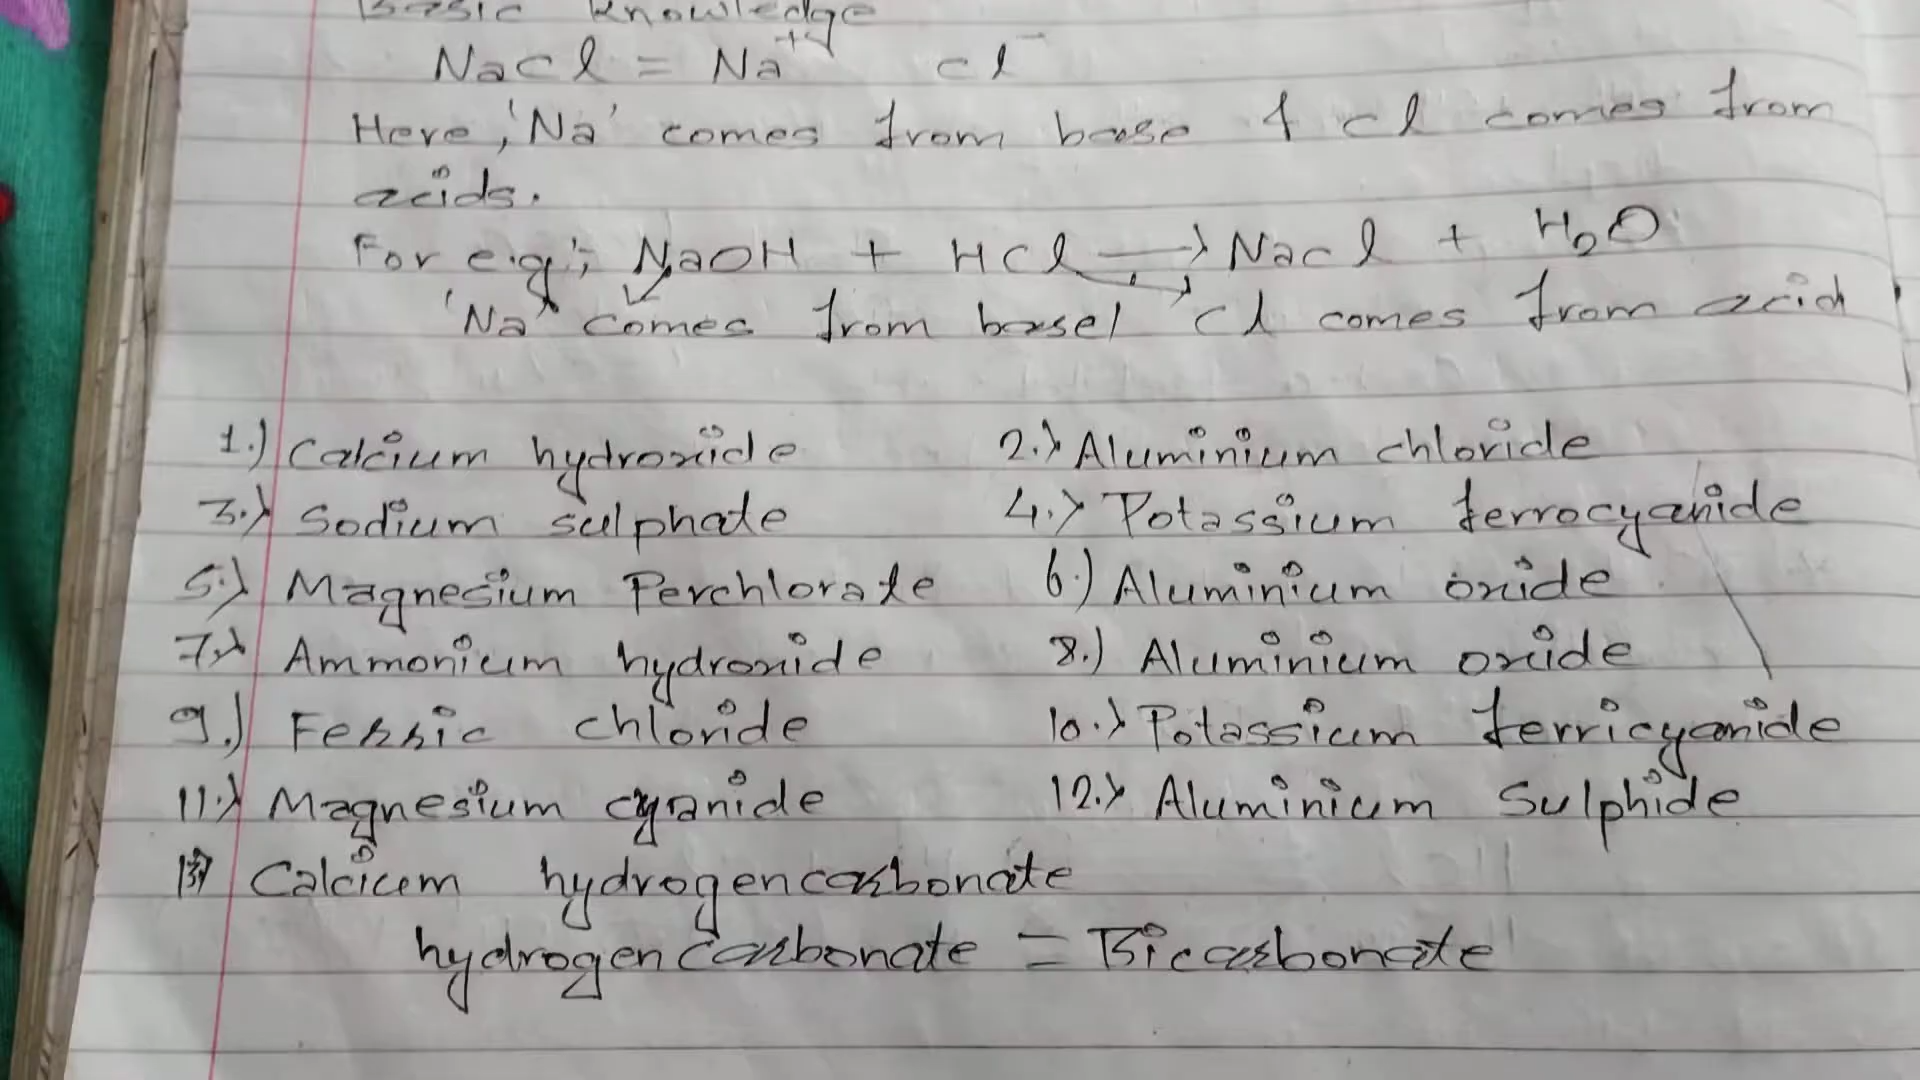 Basic knowledge
NaCl = Na⁺ Cl⁻
Here, 'Na' comes from base & cl comes from
acids.
For e.g:; NaOH + HCl → Nacl + H₂O
'Na' comes from base 'cl comes from acid
1.) Calcium hydroxide 2.) Aluminium chloride
3.) Sodium sulphate 4.) Potassium ferrocyanide
5.) Magnesium Perchlorate 6.) Aluminium oxide
7.) Ammonium hydroxide 8.) Aluminium oxide
9.) Ferric chloride 10.) Potassium ferricyanide
11.) Magnesium cyanide 12.) Aluminium Sulphide
13) Calcium hydrogencarbonate
hydrogencarbonate = Bicarbonate